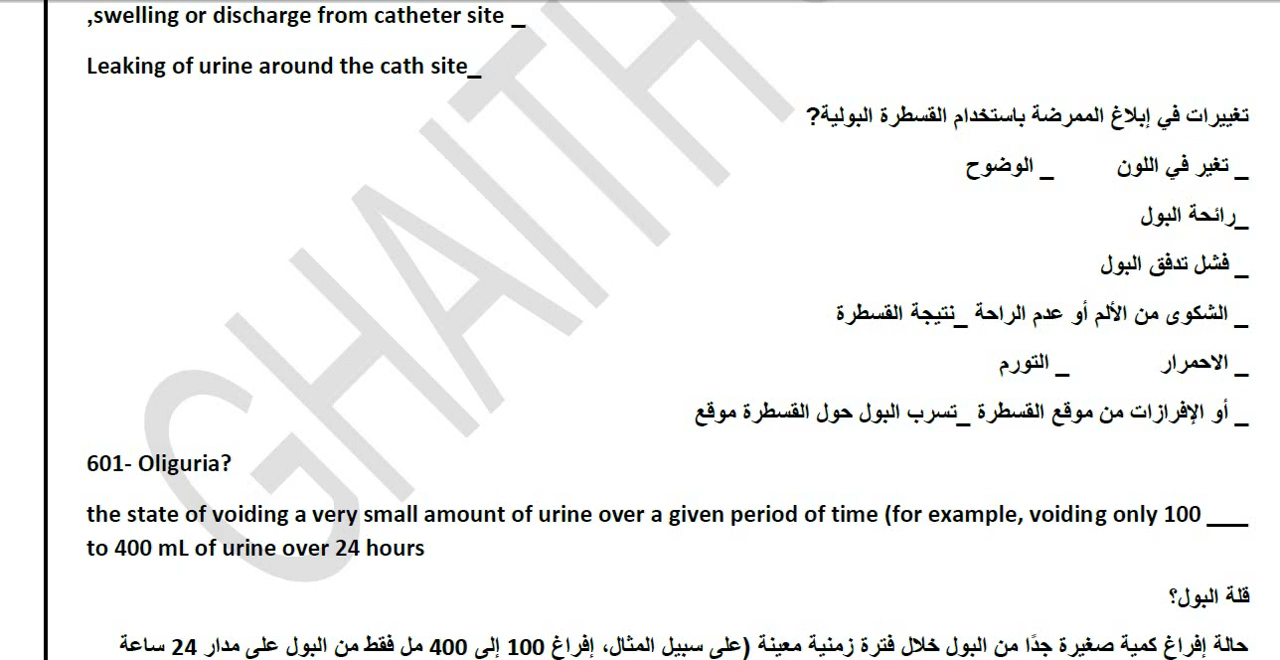 ,swelling or discharge from catheter site _
Leaking of urine around the cath site_
تغييرات في إبلاغ الممرضة باستخدام القسطرة البولية?
_ تغير في اللون _ الوضوح
_رائحة البول
_ فشل تدفق البول
_ الشكوى من الألم أو عدم الراحة _نتيجة القسطرة
_ الاحمرار _ التورم
_ أو الإفرازات من موقع القسطرة _تسرب البول حول القسطرة موقع
601- Oliguria?
the state of voiding a very small amount of urine over a given period of time (for example, voiding only 100 ___
to 400 mL of urine over 24 hours
قلة البول؟
حالة إفراغ كمية صغيرة جدًا من البول خلال فترة زمنية معينة (على سبيل المثال، إفراغ 100 إلى 400 مل فقط من البول على مدار 24 ساعة
GHAITH